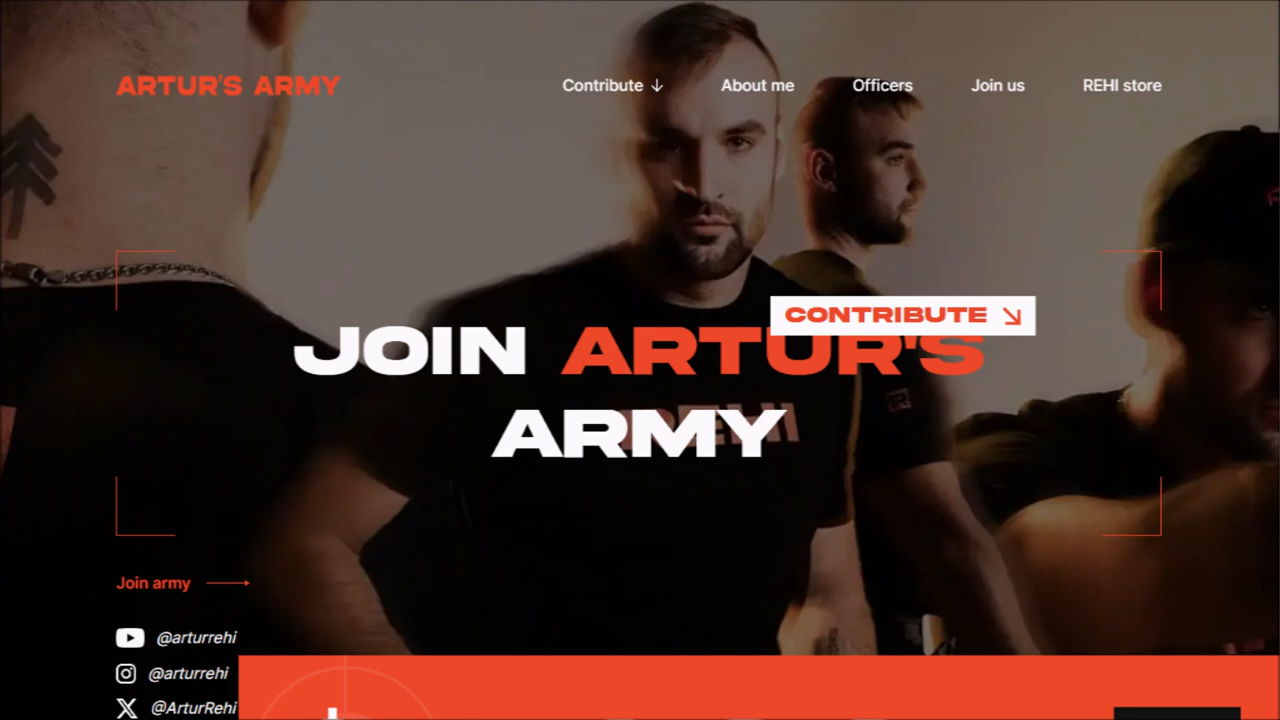 ARTUR'S ARMY
Contribute ↓
About me
Officers
Join us
REHI store
CONTRIBUTE
JOIN ARTUR'S
ARMY
REHI
Join army
@arturrehi
@arturrehi
@ArturRehi